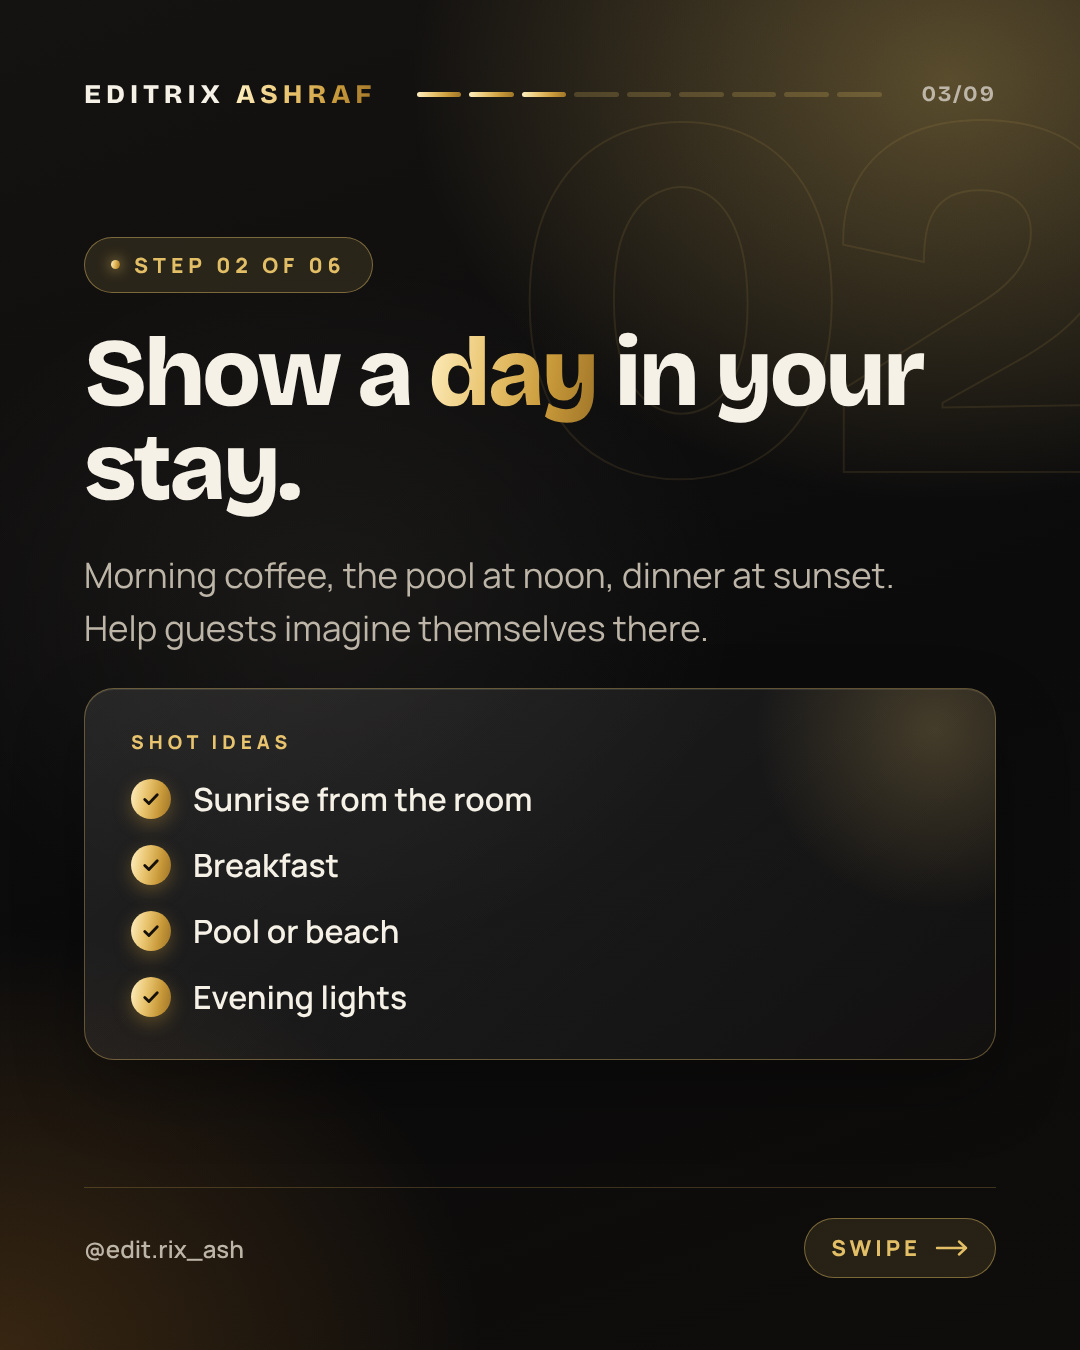 EDITRIX ASHRAF
03/09
02
STEP 02 OF 06
Show a day in your
stay.
Morning coffee, the pool at noon, dinner at sunset.
Help guests imagine themselves there.
SHOT IDEAS
Sunrise from the room
Breakfast
Pool or beach
Evening lights
@edit.rix_ash
SWIPE →